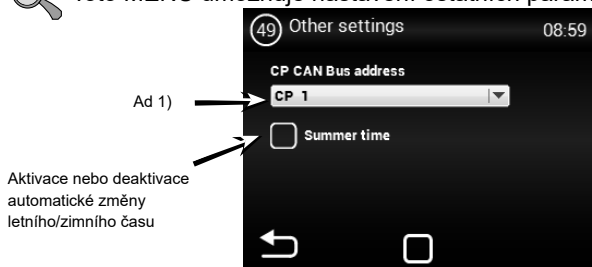 Toto MENU umožňuje nastavení ostatních param
49 Other settings 08:59
CP CAN Bus address
Ad 1) CP 1
Summer time
Aktivace nebo deaktivace
automatické změny
letního/zimního času